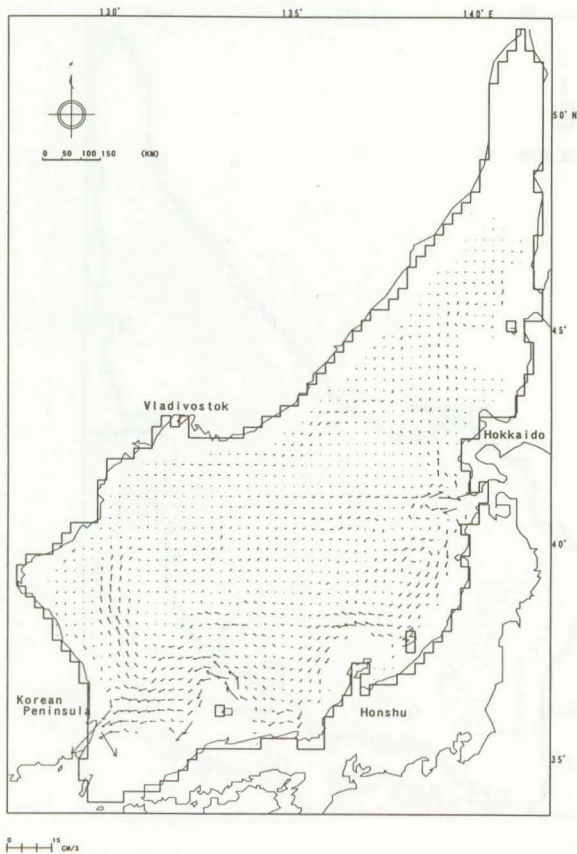 130° 135° 140°E
50°N
0 50 100 150 (KM)
Vladivostok
Hokkaido
40°
Korean
Peninsula
Honshu
35°
0 15
CM/S